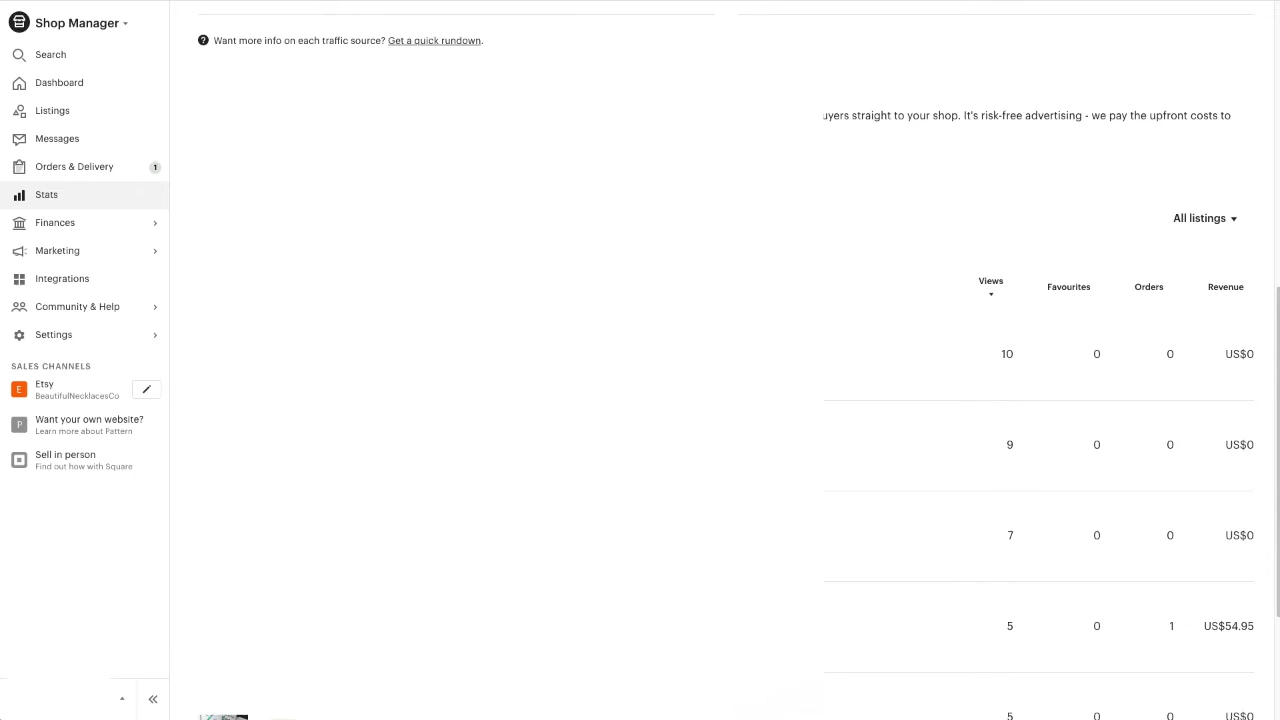 Shop Manager
Search
Dashboard
Listings
Messages
Orders & Delivery 1
Stats
Finances
Marketing
Integrations
Community & Help
Settings
SALES CHANNELS
E Etsy
BeautifulNecklacesCo
P Want your own website?
Learn more about Pattern
Sell in person
Find out how with Square
? Want more info on each traffic source? Get a quick rundown.
uyers straight to your shop. It's risk-free advertising - we pay the upfront costs to
All listings
Views Favourites Orders Revenue
10 0 0 US$0
9 0 0 US$0
7 0 0 US$0
5 0 1 US$54.95
5 0 0 US$0